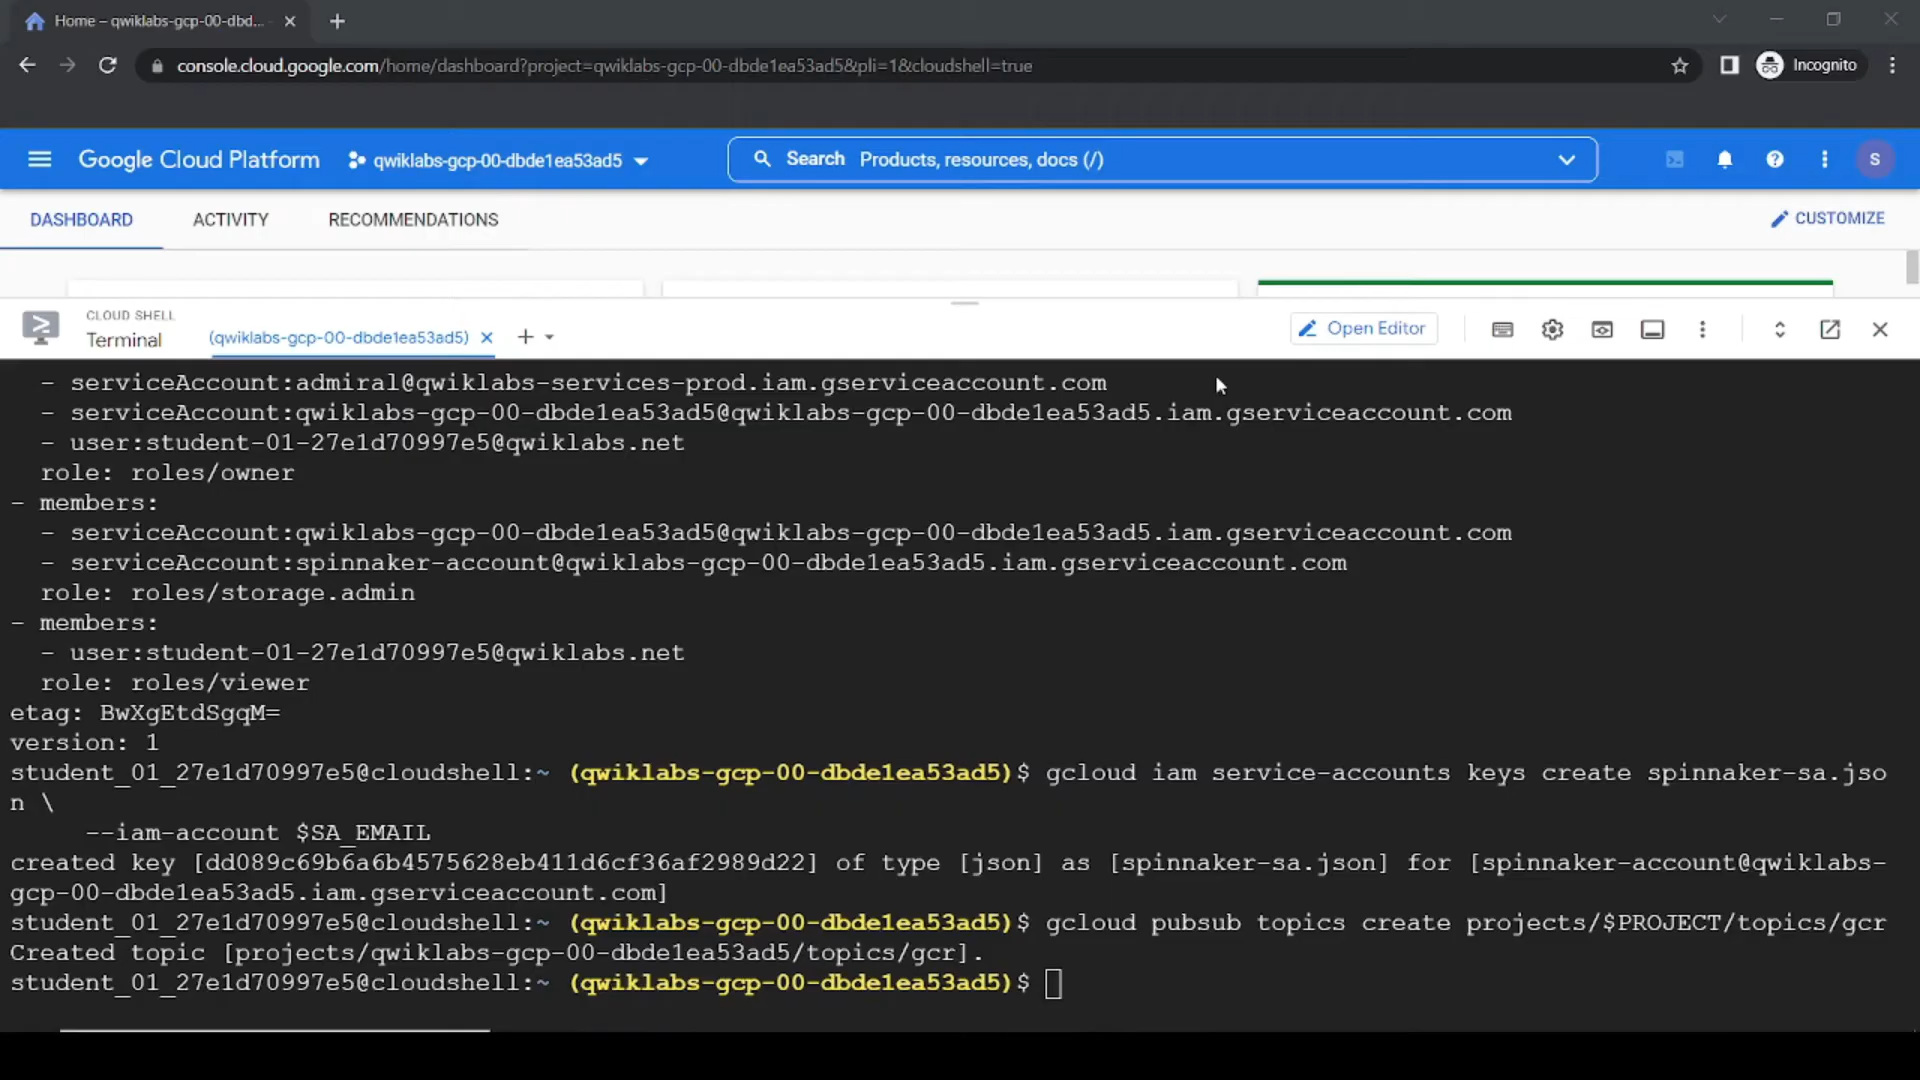 Home – qwiklabs-gcp-00-dbd...
console.cloud.google.com/home/dashboard?project=qwiklabs-gcp-00-dbde1ea53ad5&pli=1&cloudshell=true
Incognito
Google Cloud Platform
qwiklabs-gcp-00-dbde1ea53ad5
Search Products, resources, docs (/)
S
DASHBOARD
ACTIVITY
RECOMMENDATIONS
CUSTOMIZE
CLOUD SHELL
Terminal
(qwiklabs-gcp-00-dbde1ea53ad5)
Open Editor
- serviceAccount:admiral@qwiklabs-services-prod.iam.gserviceaccount.com
- serviceAccount:qwiklabs-gcp-00-dbde1ea53ad5@qwiklabs-gcp-00-dbde1ea53ad5.iam.gserviceaccount.com
- user:student-01-27e1d70997e5@qwiklabs.net
role: roles/owner
- members:
- serviceAccount:qwiklabs-gcp-00-dbde1ea53ad5@qwiklabs-gcp-00-dbde1ea53ad5.iam.gserviceaccount.com
- serviceAccount:spinnaker-account@qwiklabs-gcp-00-dbde1ea53ad5.iam.gserviceaccount.com
role: roles/storage.admin
- members:
- user:student-01-27e1d70997e5@qwiklabs.net
role: roles/viewer
etag: BwXgEtdSgqM=
version: 1
student_01_27e1d70997e5@cloudshell:~ (qwiklabs-gcp-00-dbde1ea53ad5)$ gcloud iam service-accounts keys create spinnaker-sa.jso
n \
--iam-account $SA_EMAIL
created key [dd089c69b6a6b4575628eb411d6cf36af2989d22] of type [json] as [spinnaker-sa.json] for [spinnaker-account@qwiklabs-
gcp-00-dbde1ea53ad5.iam.gserviceaccount.com]
student_01_27e1d70997e5@cloudshell:~ (qwiklabs-gcp-00-dbde1ea53ad5)$ gcloud pubsub topics create projects/$PROJECT/topics/gcr
Created topic [projects/qwiklabs-gcp-00-dbde1ea53ad5/topics/gcr].
student_01_27e1d70997e5@cloudshell:~ (qwiklabs-gcp-00-dbde1ea53ad5)$